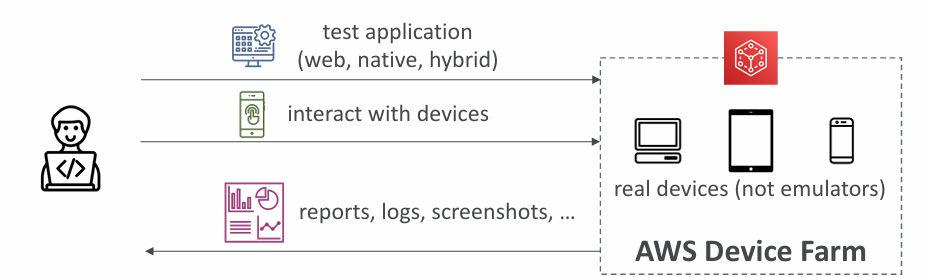 test application
(web, native, hybrid)
interact with devices
real devices (not emulators)
reports, logs, screenshots, ...
AWS Device Farm